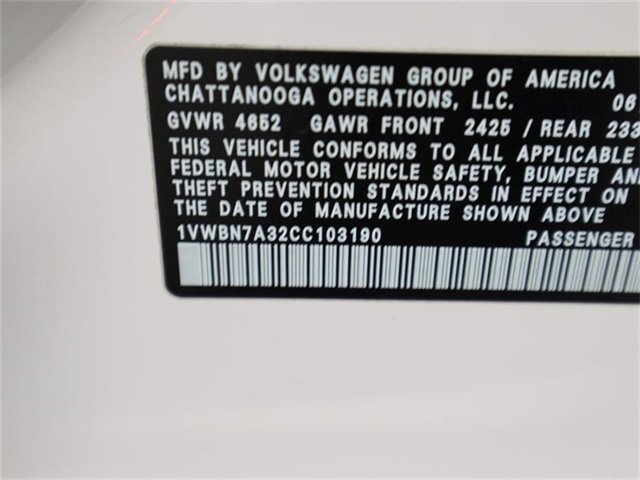 MFD BY VOLKSWAGEN GROUP OF AMERICA
CHATTANOOGA OPERATIONS, LLC. 06
GVWR 4652 GAWR FRONT 2425 / REAR 233
THIS VEHICLE CONFORMS TO ALL APPLICABLE
FEDERAL MOTOR VEHICLE SAFETY, BUMPER AN
THEFT PREVENTION STANDARDS IN EFFECT ON
THE DATE OF MANUFACTURE SHOWN ABOVE
1VWBN7A32CC103190 PASSENGER